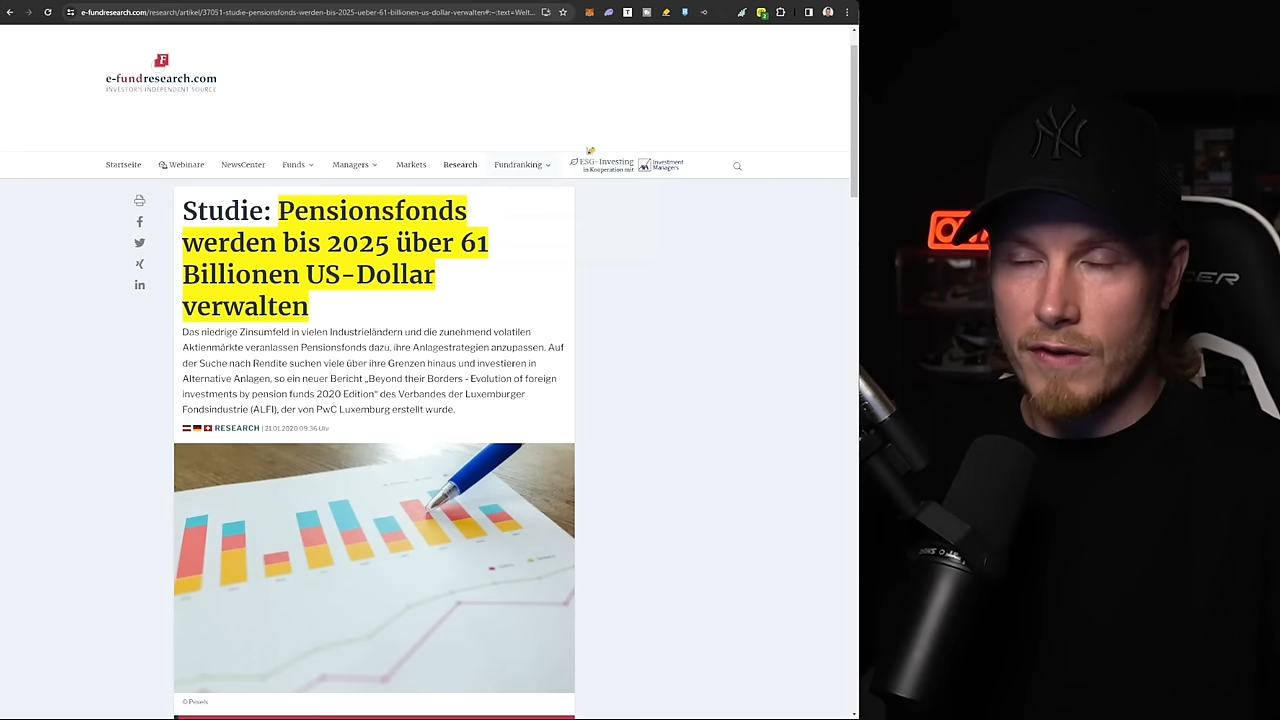 e-fundresearch.com/research/artikel/37051-studie-pensionsfonds-werden-bis-2025-ueber-61-billionen-us-dollar-verwalten#:~:text=Welt...
F
e-fundresearch.com
INVESTOR'S INDEPENDENT SOURCE
Startseite Webinare NewsCenter Funds Managers Markets Research Fundranking ESG-Investing in Kooperation mit AXA Investment Managers
Studie: Pensionsfonds
werden bis 2025 über 61
Billionen US-Dollar
verwalten
Das niedrige Zinsumfeld in vielen Industrieländern und die zunehmend volatilen
Aktienmärkte veranlassen Pensionsfonds dazu, ihre Anlagestrategien anzupassen. Auf
der Suche nach Rendite suchen viele über ihre Grenzen hinaus und investieren in
Alternative Anlagen, so ein neuer Bericht „Beyond their Borders - Evolution of foreign
investments by pension funds 2020 Edition“ des Verbandes der Luxemburger
Fondsindustrie (ALFI), der von PwC Luxemburg erstellt wurde.
RESEARCH | 21.01.2020 09:36 Uhr
© Pexels
NY